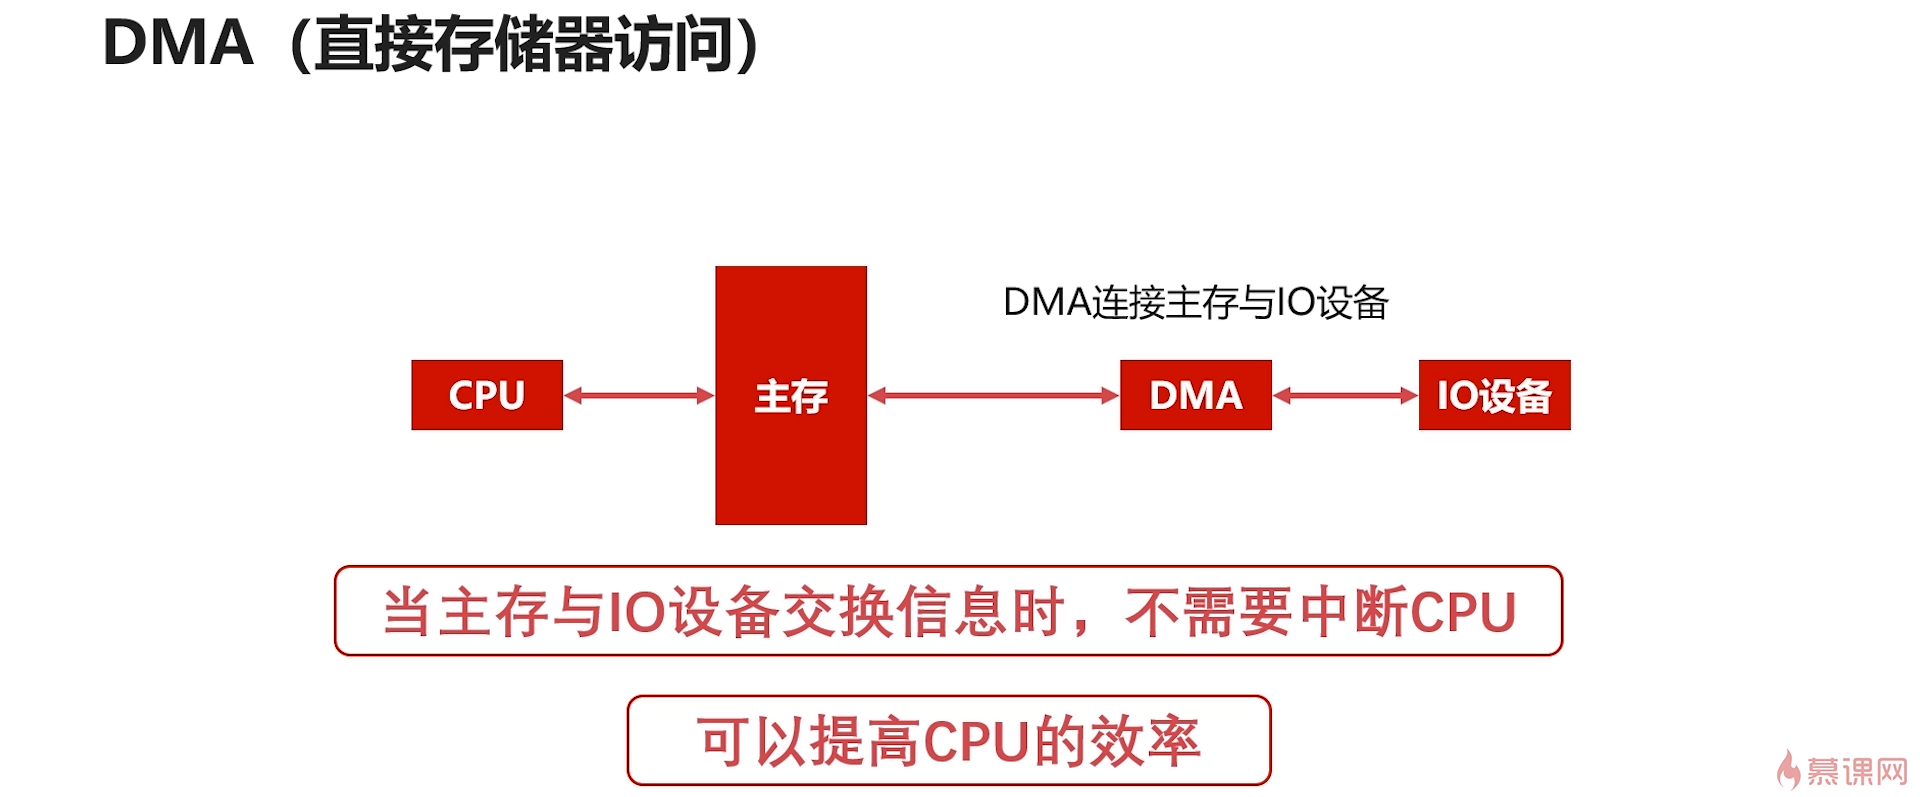 DMA（直接存储器访问）
DMA连接主存与IO设备
CPU
主存
DMA
IO设备
当主存与IO设备交换信息时，不需要中断CPU
可以提高CPU的效率
慕课网